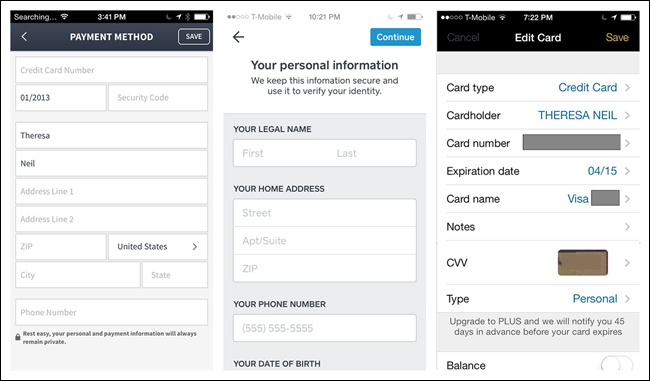 Searching... 3:41 PM
PAYMENT METHOD SAVE
Credit Card Number
01/2013 Security Code
Theresa
Neil
Address Line 1
Address Line 2
ZIP United States
City State
Phone Number
Rest easy, your personal and payment information will always
remain private.
T-Mobile 10:21 PM
Continue
Your personal information
We keep this infomation secure and
use it to verify your identity.
YOUR LEGAL NAME
First Last
YOUR HOME ADDRESS
Street
Apt/Suite
ZIP
YOUR PHONE NUMBER
(555) 555-5555
YOUR DATE OF BIRTH
T-Mobile 7:22 PM
Cancel Edit Card Save
Card type Credit Card
Cardholder THERESA NEIL
Card number
Expiration date 04/15
Card name Visa
Notes
CVV
Type Personal
Upgrade to PLUS and we will notify you 45
days in advance before your card expires
Balance